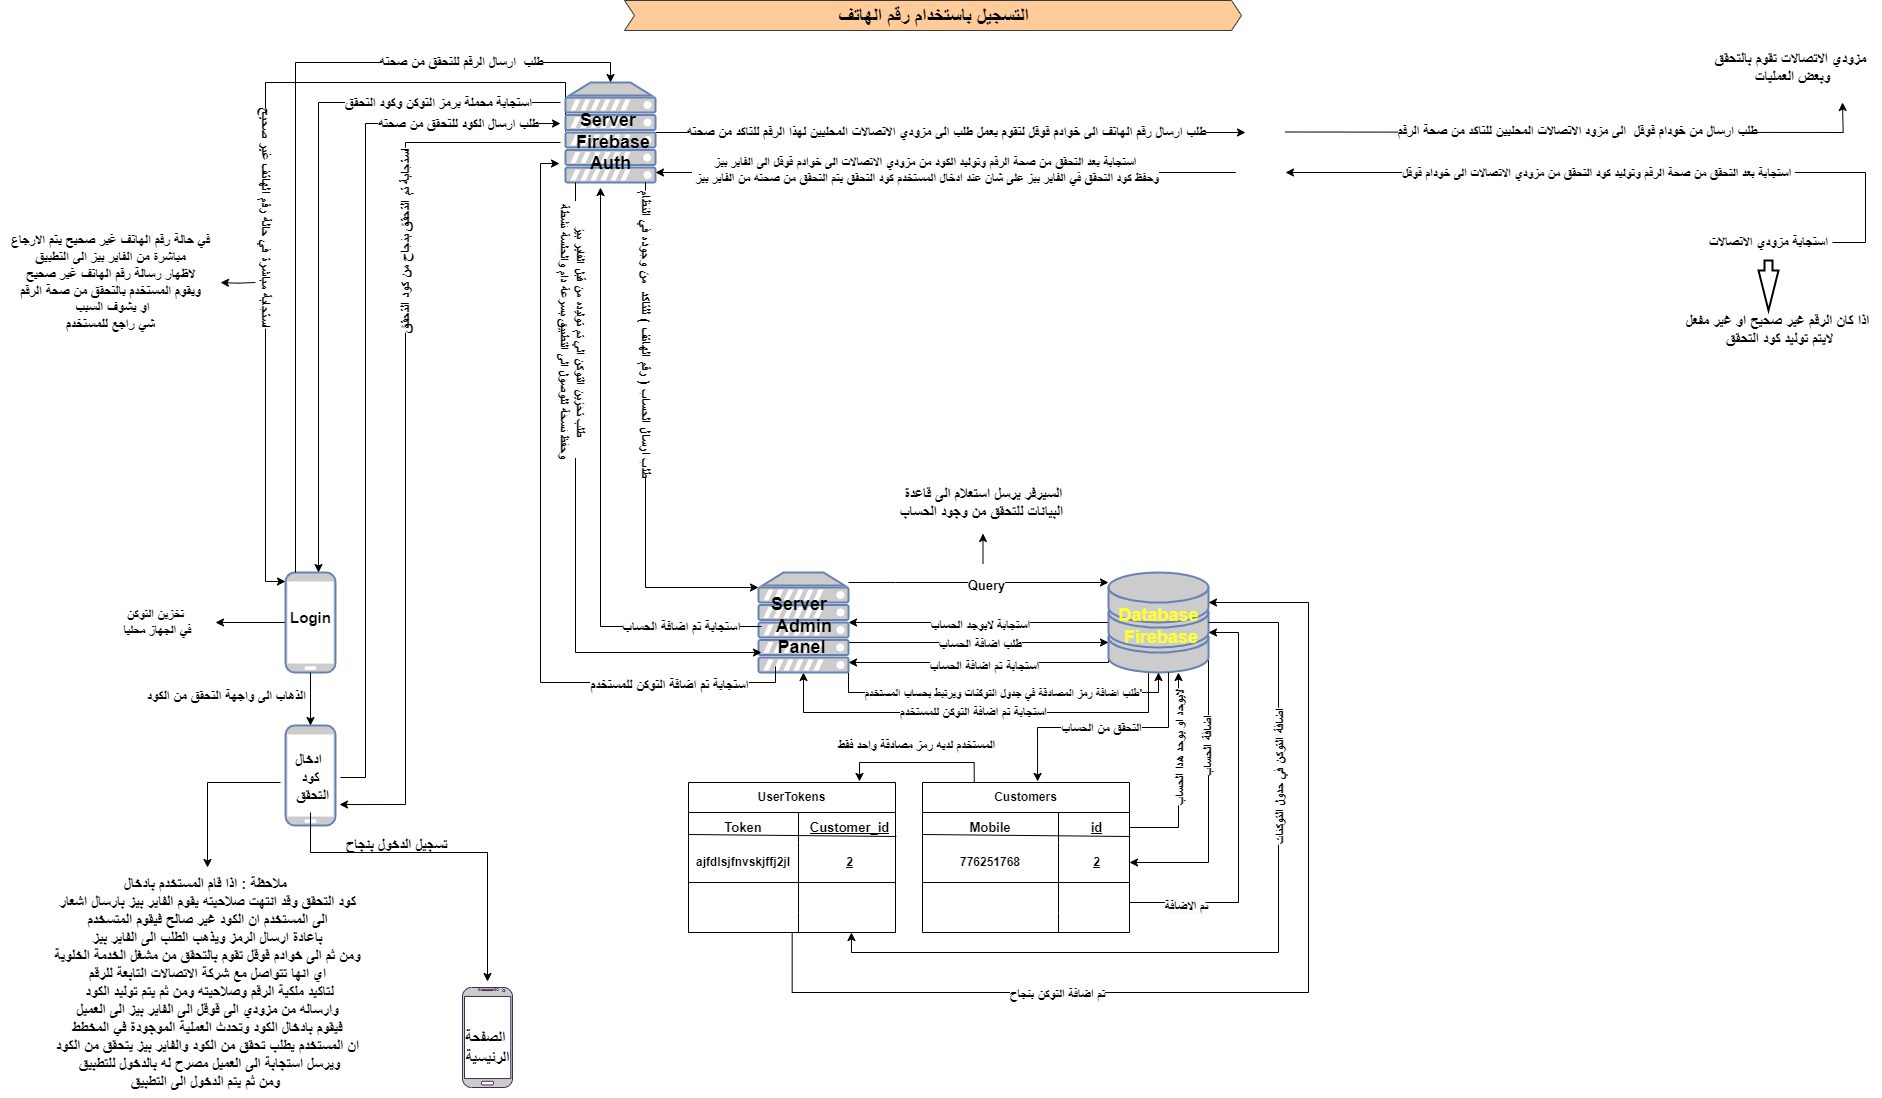 التسجيل باستخدام رقم الهاتف
طلب ارسال الرقم للتحقق من صحته
استجابة محملة برمز التوكن وكود التحقق
طلب ارسال الكود للتحقق من صحته
Server
Firebase
Auth
طلب ارسال رقم الهاتف الى خوادم قوقل لتقوم بعمل طلب الى مزودي الاتصالات المحليين لهذا الرقم للتاكد من صحته
استجابة بعد التحقق من صحة الرقم وتوليد الكود من مزودي الاتصالات الى خوادم قوقل الى الفاير بيز
وحفظ كود التحقق في الفاير بيز على شان عند ادخال المستخدم كود التحقق يتم التحقق من صحته من الفاير بيز
مزودي الاتصالات تقوم بالتحقق
وبعض العمليات
طلب ارسال من خودام قوقل الى مزود الاتصالات المحليين للتاكد من صحة الرقم
استجابة بعد التحقق من صحة الرقم وتوليد كود التحقق من مزودي الاتصالات الى خودام قوقل
استجابة مزودي الاتصالات
اذا كان الرقم غير صحيح او غير مفعل
لايتم توليد كود التحقق
استجابة مباشرة في حالة رقم الهاتف غير صحيح
استجابة تم التحقق بنجاح من كود التحقق
في حالة رقم الهاتف غير صحيح يتم الارجاع
مباشرة من الفاير بيز الى التطبيق
لاظهار رسالة رقم الهاتف غير صحيح
ويقوم المستخدم بالتحقق من صحة الرقم
او يشوف السبب
شي راجع للمستخدم
طلب تخزين التوكن الي تم توليده من قبل الفاير بيز
وحفظ نسخة للوصول الى التطبيق بسرعة دام والجلسة نشطة
طلب ارسال الحساب ( رقم الهاتف ) للتاكد من وجوده في النظام
السيرفر يرسل استعلام الى قاعدة
البيانات للتحقق من وجود الحساب
Query
Login
تخزين التوكن
في الجهاز محليا
Server
Admin
Panel
Database
Firebase
استجابة تم اضافة الحساب
استجابة لايوجد الحساب
طلب اضافة الحساب
استجابة تم اضافة الحساب
استجابة تم اضافة التوكن للمستخدم
طلب اضافة رمز المصادقة في جدول التوكنات ويرتبط بحساب المستخدم
استجابة تم اضافة التوكن للمستخدم
التحقق من الحساب
لايوجد او يوجد هذا الحساب
اضافة الحساب
اضافة التوكن في جدول التوكنات
الذهاب الى واجهة التحقق من الكود
ادخال
كود
التحقق
المستخدم لديه رمز مصادقة واحد فقط
UserTokens
Token Customer_id
ajfdlsjfnvskjffj2jl 2
Customers
Mobile id
776251768 2
تم الاضافة
تم اضافة التوكن بنجاح
تسجيل الدخول بنجاح
ملاحظة : اذا قام المستخدم بادخال
كود التحقق وقد انتهت صلاحيته يقوم الفاير بيز بارسال اشعار
الى المستخدم ان الكود غير صالح فيقوم المتسخدم
باعادة ارسال الرمز ويذهب الطلب الى الفاير بيز
ومن ثم الى خوادم قوقل تقوم بالتحقق من مشغل الخدمة الخلوية
اي انها تتواصل مع شركة الاتصالات التابعة للرقم
لتاكيد ملكية الرقم وصلاحيته ومن ثم يتم توليد الكود
وارساله من مزودي الى قوقل الى الفاير بيز الى العميل
فيقوم بادخال الكود وتحدث العملية الموجودة في المخطط
ان المستخدم يطلب تحقق من الكود والفاير بيز يتحقق من الكود
ويرسل استجابة الى العميل مصرح له بالدخول للتطبيق
ومن ثم يتم الدخول الى التطبيق
الصفحة
الرئيسية